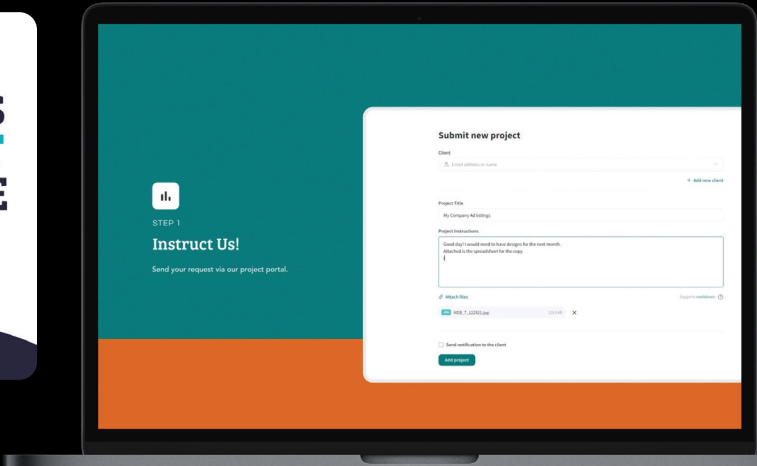 S
E
STEP 1
Instruct Us!
Send your request via our project portal.
Submit new project
Client
Email address or name
+ Add new client
Project Title
My Company Ad listings
Project Instructions
Good day! I would need to have designs for the next month.
Attached is the spreadsheet for the copy.
Attach files
Supports markdown
Send notification to the client
Add project